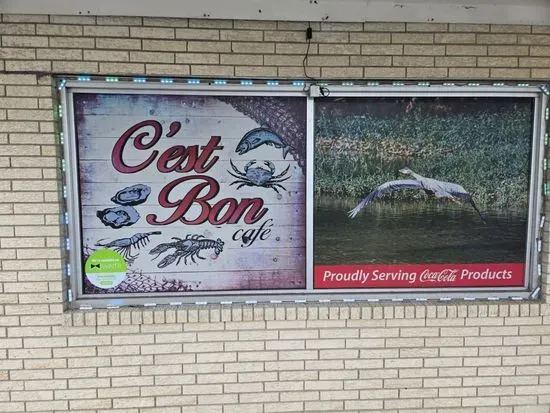 C'est
Bon
café
Proudly Serving Coca-Cola Products